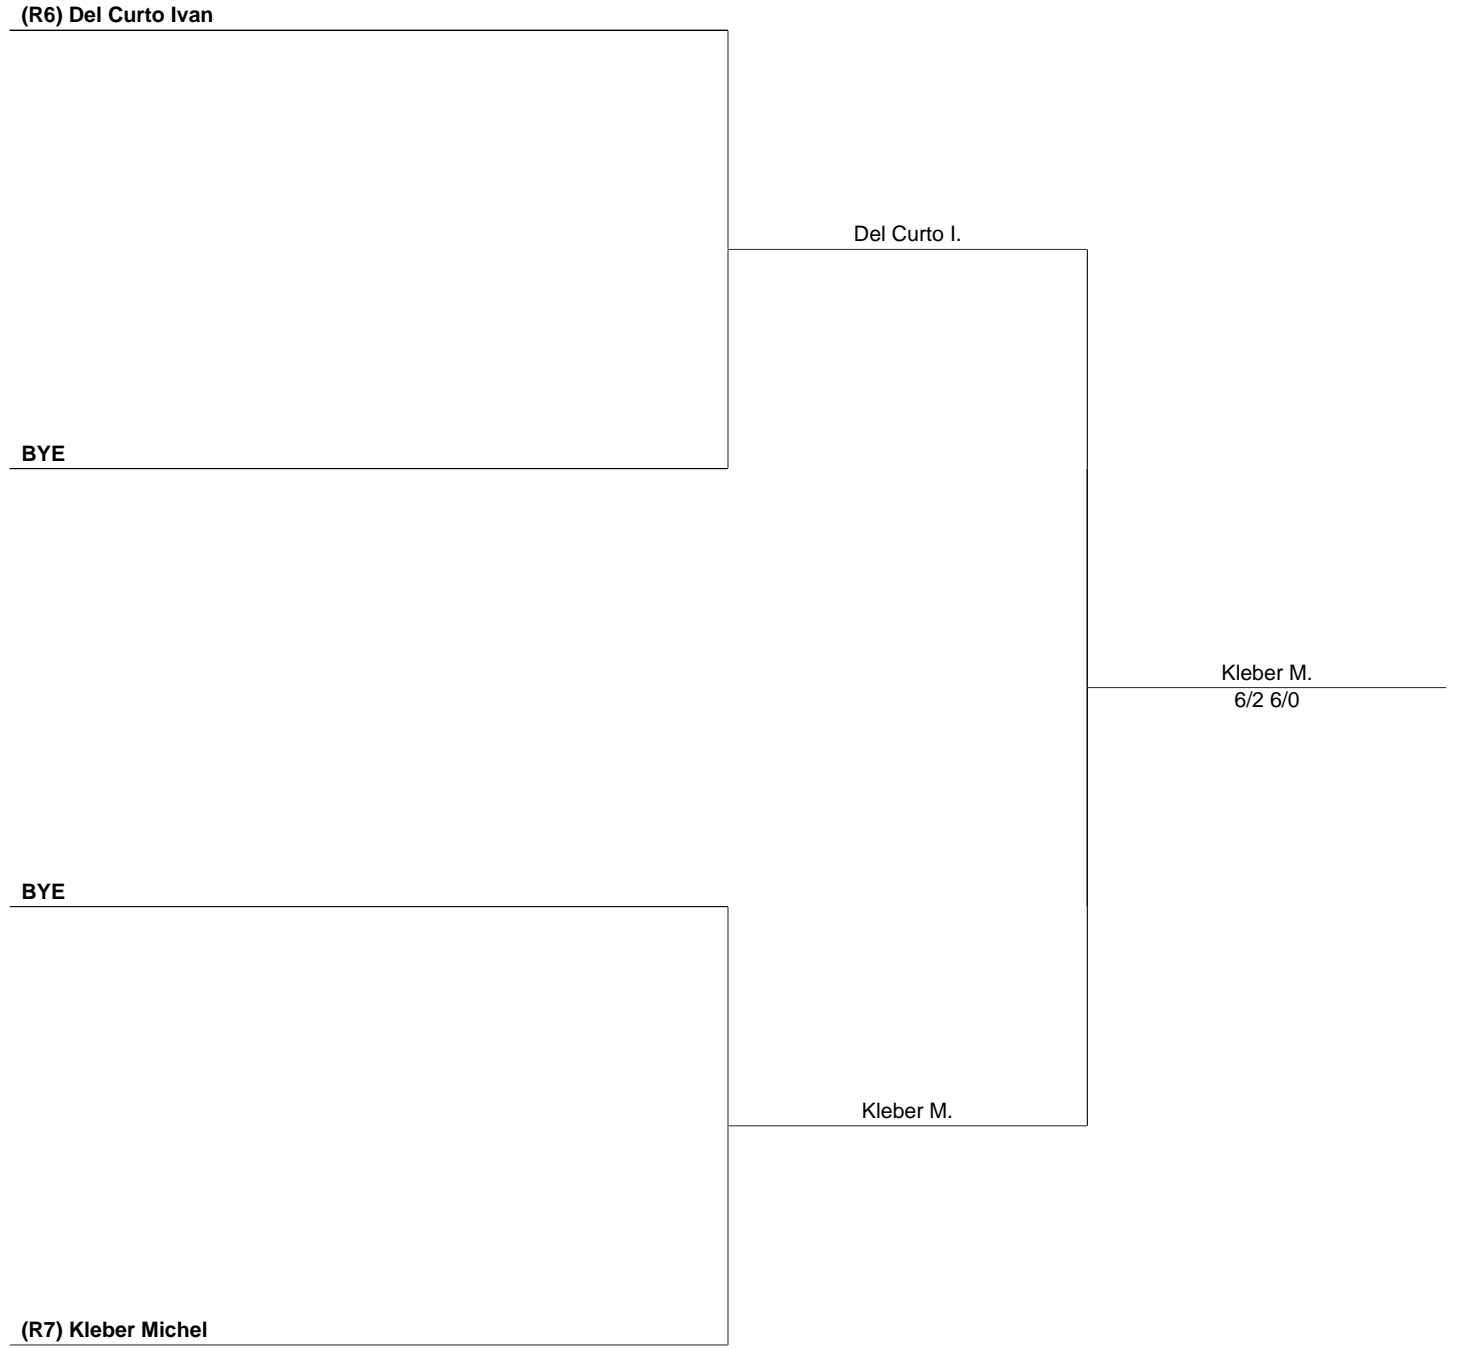 (R6) Del Curto Ivan
Del Curto I.
BYE
Kleber M.
6/2 6/0
BYE
Kleber M.
(R7) Kleber Michel